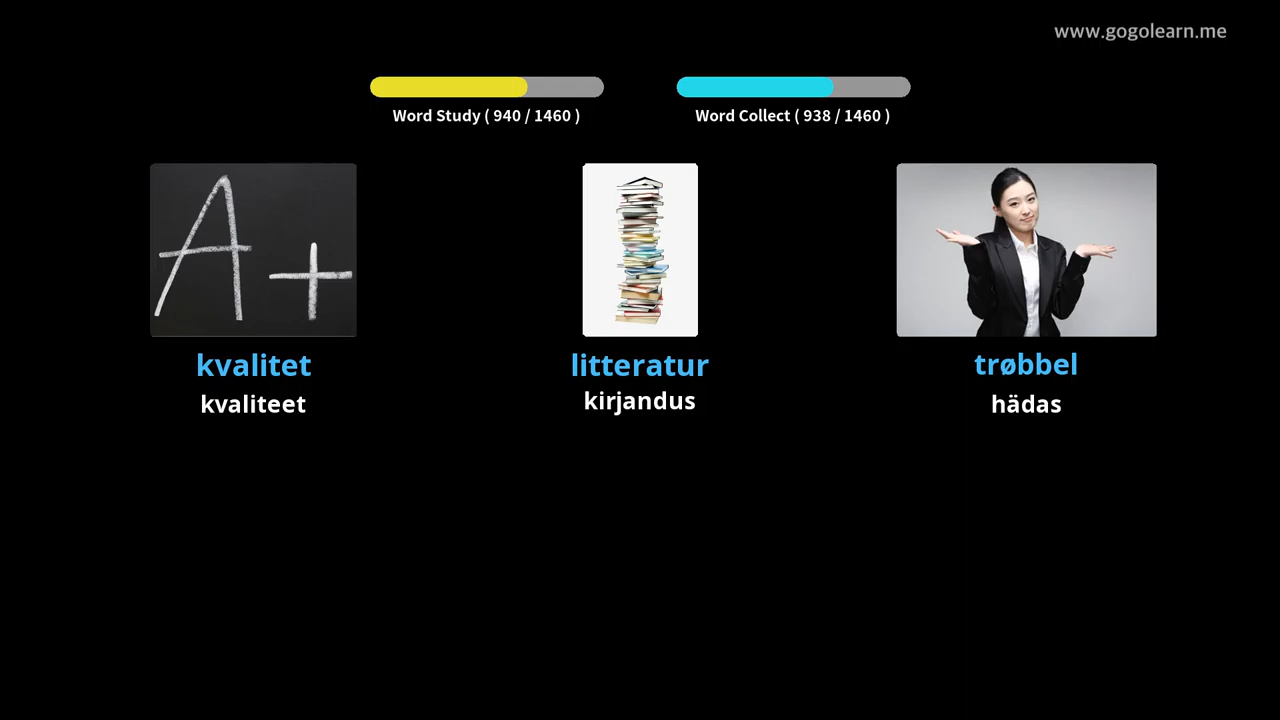 www.gogolearn.me
Word Study ( 940 / 1460 )
Word Collect ( 938 / 1460 )
A+
kvalitet
kvaliteet
litteratur
kirjandus
trøbbel
hädas